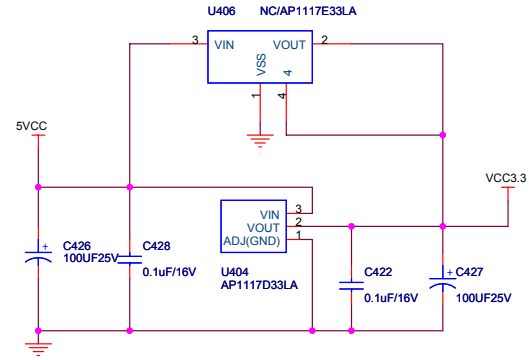 U406 NC/AP1117E33LA
3 VIN VOUT 2
VSS
4
1
4
5VCC
VCC3.3
VIN 3
VOUT 2
ADJ(GND) 1
+ C426
100UF25V
C428
0.1uF/16V
U404
AP1117D33LA
C422
0.1uF/16V
+ C427
100UF25V